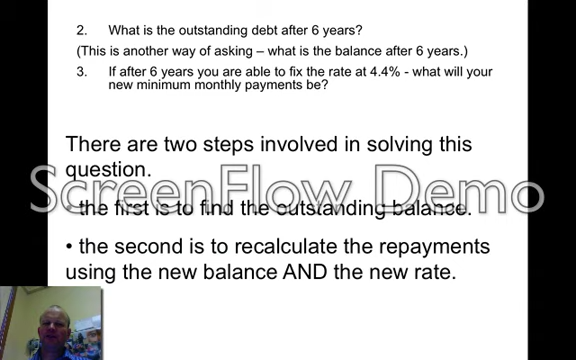 2. What is the outstanding debt after 6 years?
(This is another way of asking – what is the balance after 6 years.)
3. If after 6 years you are able to fix the rate at 4.4% - what will your
new minimum monthly payments be?
There are two steps involved in solving this
question.
ScreenFlow Demo
• the first is to find the outstanding balance.
• the second is to recalculate the repayments
using the new balance AND the new rate.